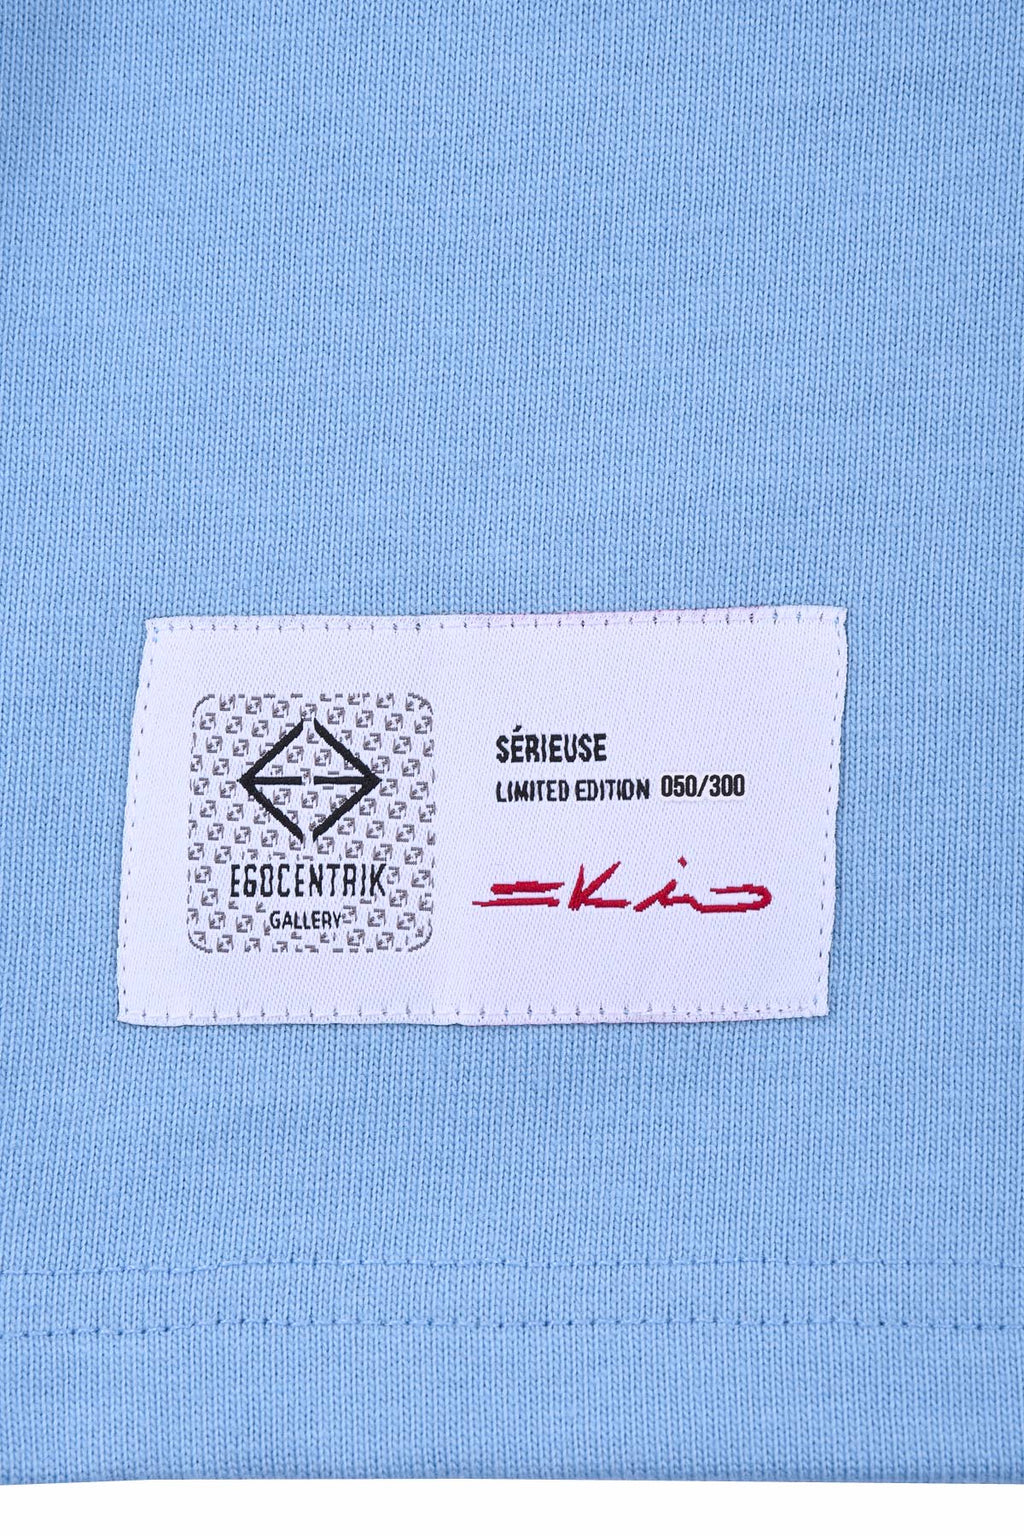 EGOCENTRIK
GALLERY
SÉRIEUSE
LIMITED EDITION 050/300